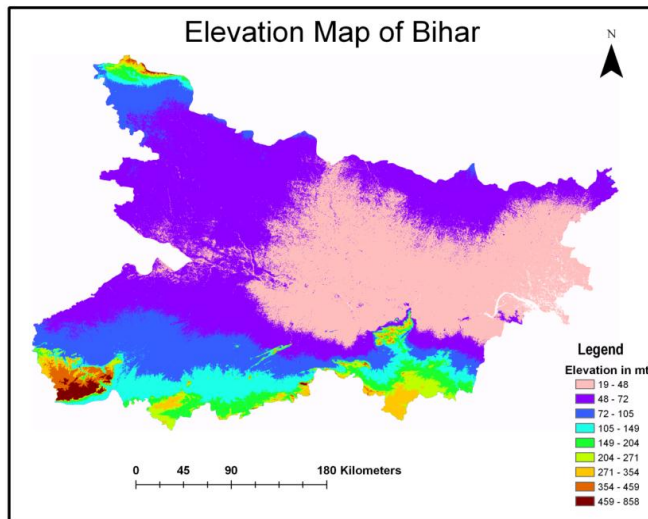 Elevation Map of Bihar
N
Legend
Elevation in mt
19 - 48
48 - 72
72 - 105
105 - 149
149 - 204
204 - 271
271 - 354
354 - 459
459 - 858
0 45 90 180 Kilometers